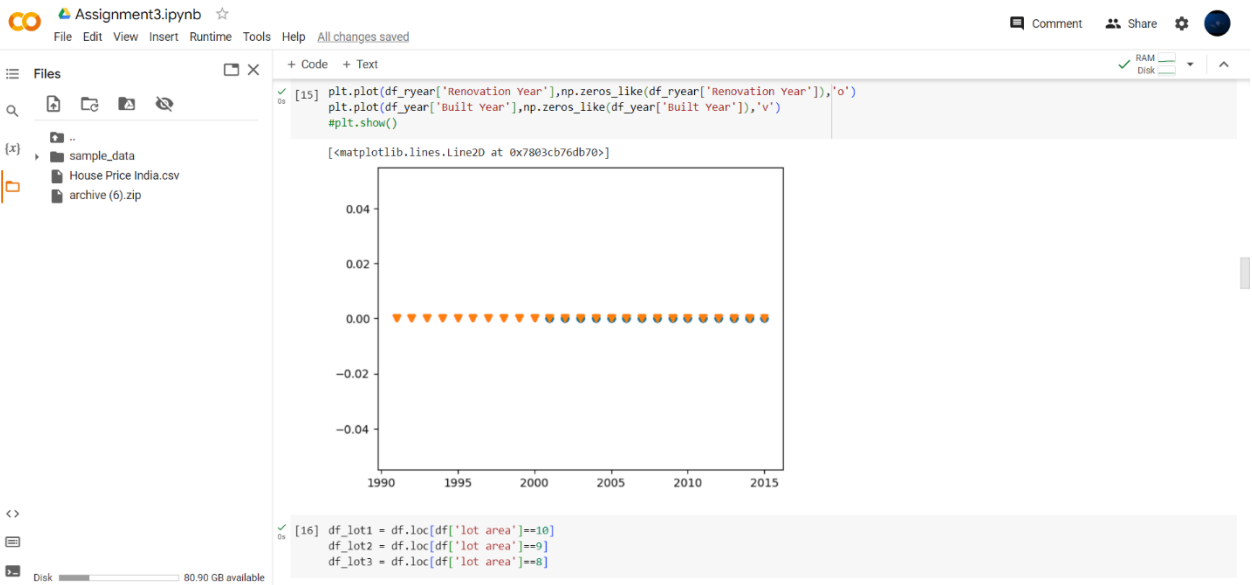 Assignment3.ipynb
File Edit View Insert Runtime Tools Help All changes saved
Comment Share
Files
+ Code + Text
RAM
Disk
..
{x}
sample_data
House Price India.csv
archive (6).zip
0s
[15] plt.plot(df_ryear['Renovation Year'],np.zeros_like(df_ryear['Renovation Year']),'o')
plt.plot(df_year['Built Year'],np.zeros_like(df_year['Built Year']),'v')
#plt.show()
[<matplotlib.lines.Line2D at 0x7803cb76db70>]
0.04
0.02
0.00
−0.02
−0.04
1990 1995 2000 2005 2010 2015
0s
[16] df_lot1 = df.loc[df['lot area']==10]
df_lot2 = df.loc[df['lot area']==9]
df_lot3 = df.loc[df['lot area']==8]
Disk 80.90 GB available